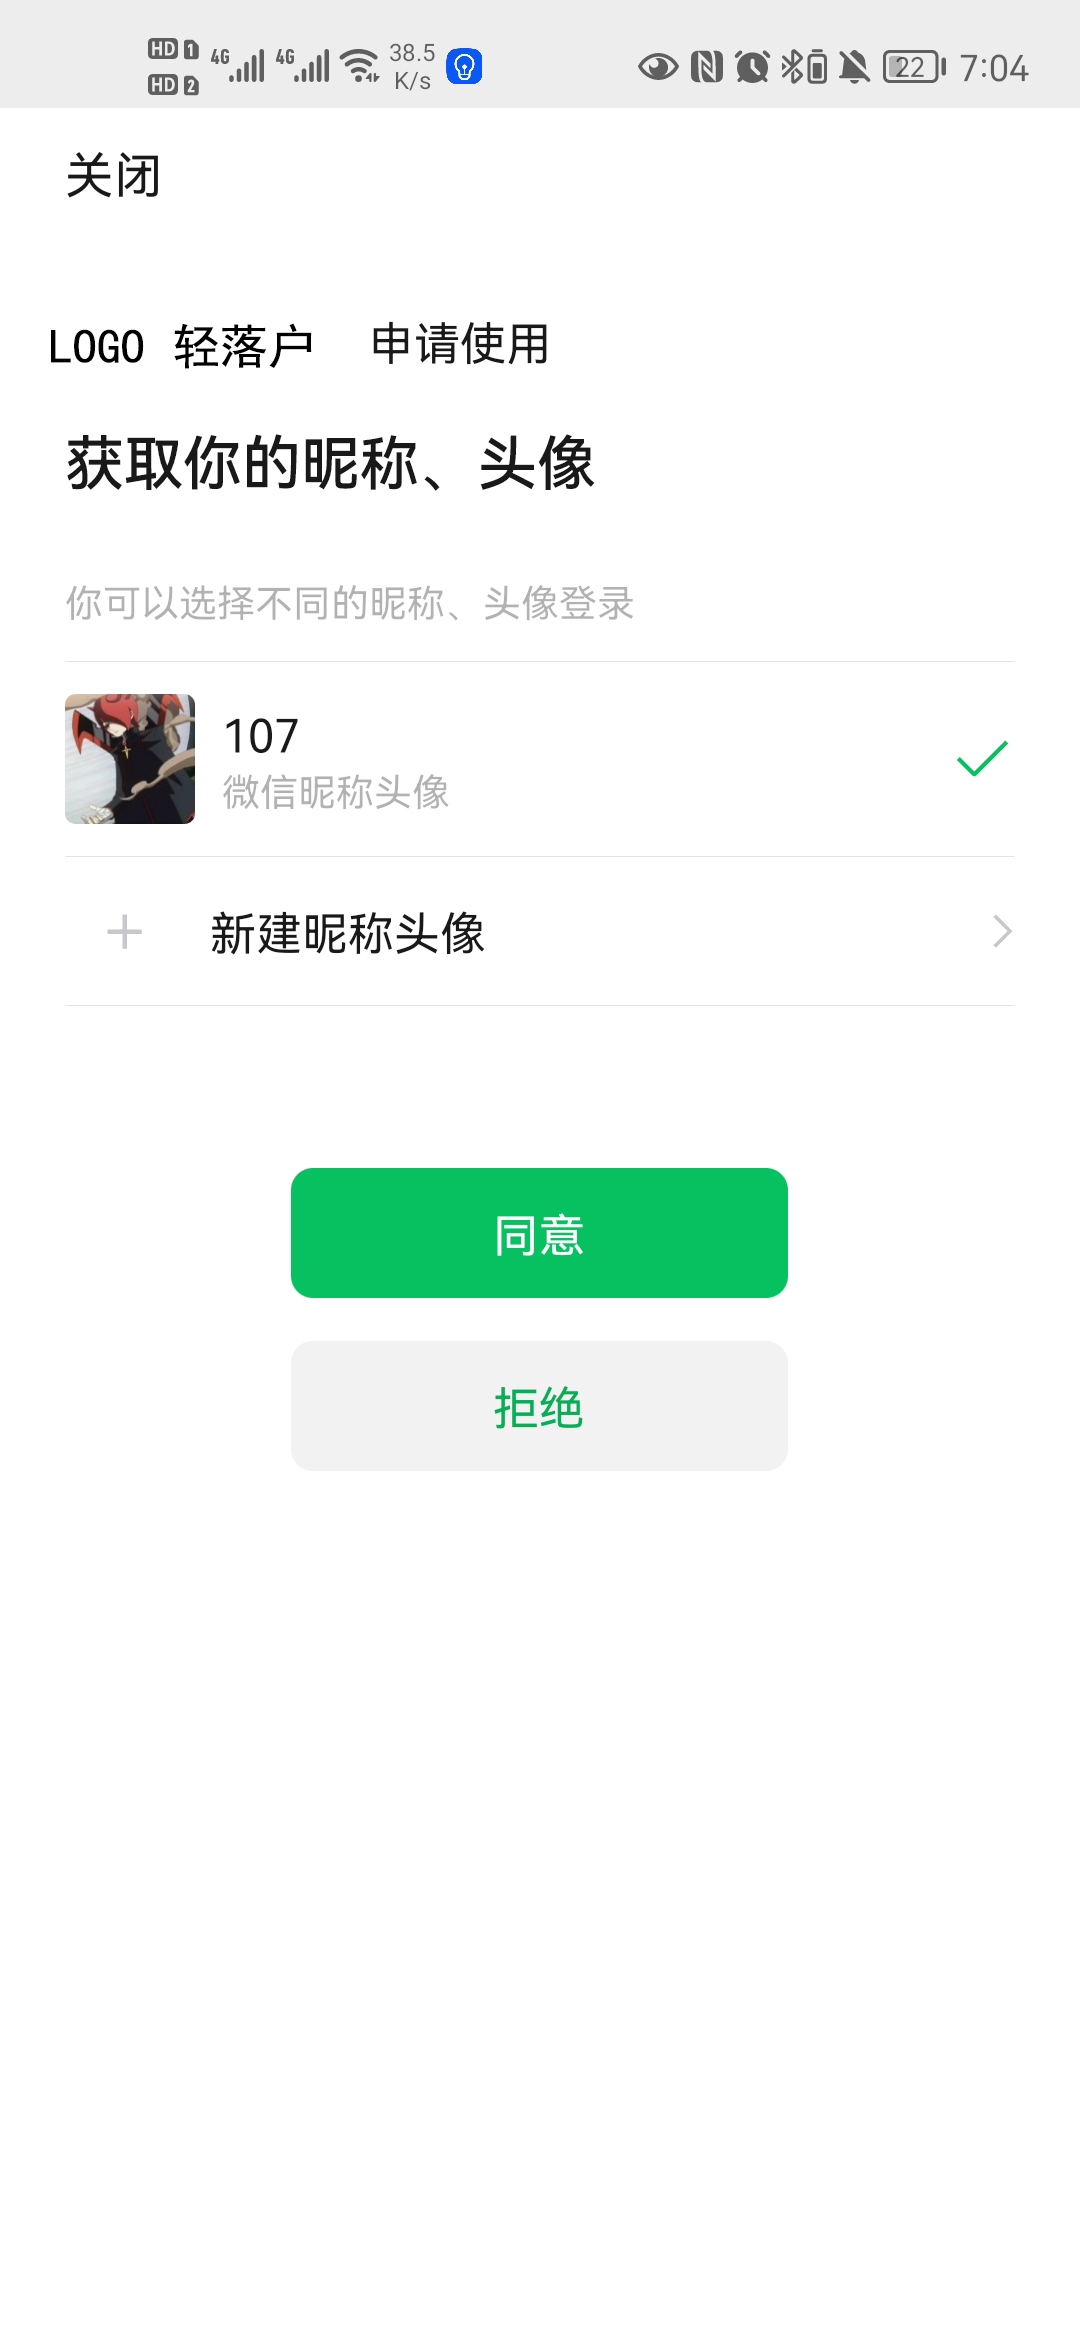 HD 1 4G 4G 38.5 22 7:04
HD 2 K/s
关闭
LOGO 轻落户 申请使用
获取你的昵称、头像
你可以选择不同的昵称、头像登录
107
微信昵称头像
新建昵称头像
同意
拒绝